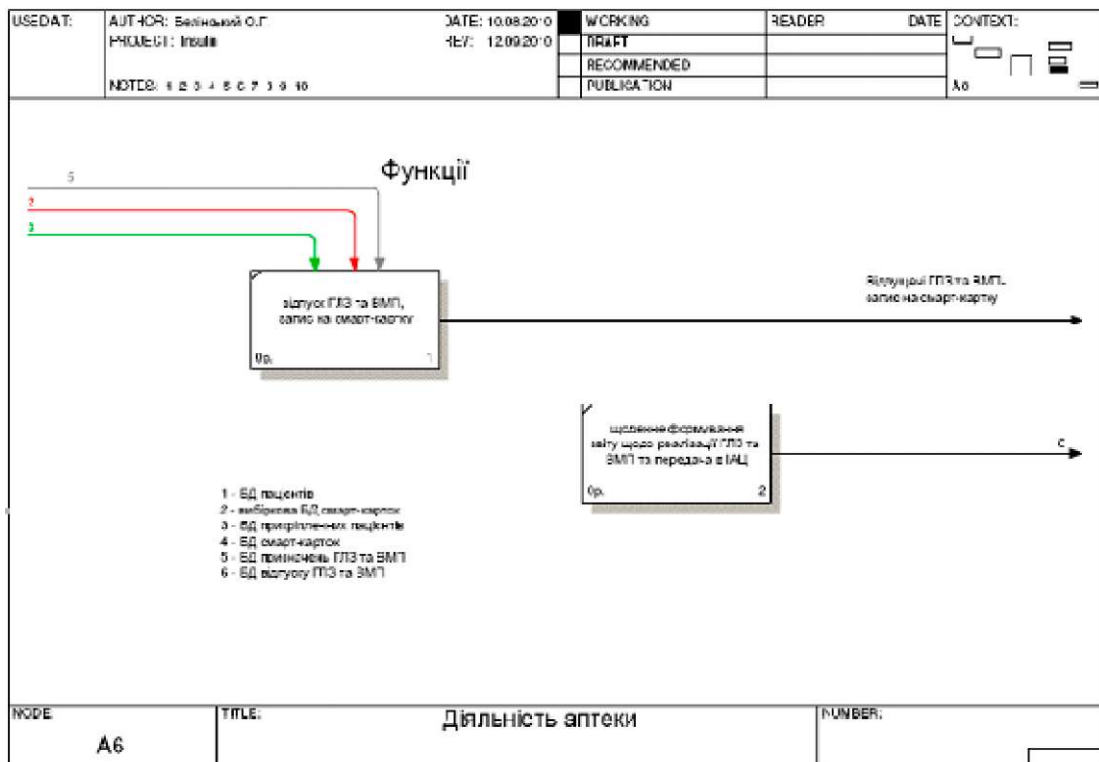 USED AT: AUTHOR: Белінський О.Г. DATE: 10.08.2010 WORKING READER DATE CONTEXT:
PROJECT: Insulin REV: 12.09.2010 DRAFT
RECOMMENDED
NOTES: 1 2 3 4 5 6 7 8 9 10 PUBLICATION A0
Функції
5
2
3
відпуск ГЛЗ та ВМП,
запис на смарт-картку
0р. 1
Відпущені ГЛЗ та ВМП,
запис на смарт-картку
щоденне формування
звіту щодо реалізації ГЛЗ та
ВМП та передача в ІАЦ
0р. 2
1 - БД пацієнтів
2 - вибіркова БД смарт-карток
3 - БД прикріплених пацієнтів
4 - БД смарт-карток
5 - БД призначень ГЛЗ та ВМП
6 - БД відпуску ГЛЗ та ВМП
NODE: TITLE: Діяльність аптеки NUMBER:
A6